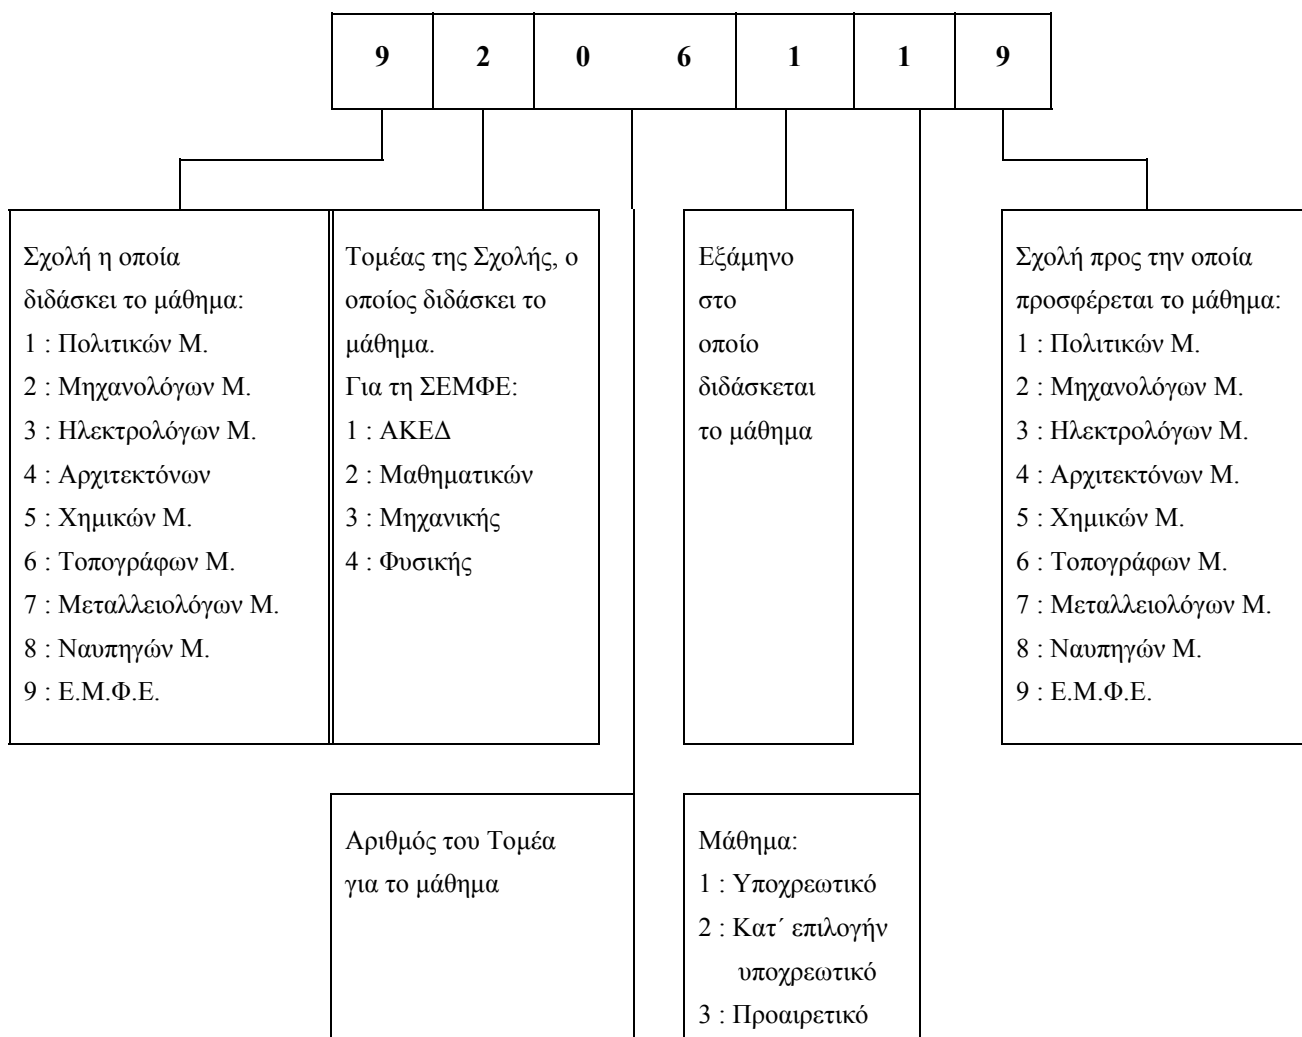 9 2 0 6 1 1 9
Σχολή η οποία
διδάσκει το μάθημα:
1 : Πολιτικών Μ.
2 : Μηχανολόγων Μ.
3 : Ηλεκτρολόγων Μ.
4 : Αρχιτεκτόνων
5 : Χημικών Μ.
6 : Τοπογράφων Μ.
7 : Μεταλλειολόγων Μ.
8 : Ναυπηγών Μ.
9 : Ε.Μ.Φ.Ε.
Τομέας της Σχολής, ο
οποίος διδάσκει το
μάθημα.
Για τη ΣΕΜΦΕ:
1 : ΑΚΕΔ
2 : Μαθηματικών
3 : Μηχανικής
4 : Φυσικής
Εξάμηνο
στο
οποίο
διδάσκεται
το μάθημα
Σχολή προς την οποία
προσφέρεται το μάθημα:
1 : Πολιτικών Μ.
2 : Μηχανολόγων Μ.
3 : Ηλεκτρολόγων Μ.
4 : Αρχιτεκτόνων Μ.
5 : Χημικών Μ.
6 : Τοπογράφων Μ.
7 : Μεταλλειολόγων Μ.
8 : Ναυπηγών Μ.
9 : Ε.Μ.Φ.Ε.
Αριθμός του Τομέα
για το μάθημα
Μάθημα:
1 : Υποχρεωτικό
2 : Κατ΄ επιλογήν
υποχρεωτικό
3 : Προαιρετικό